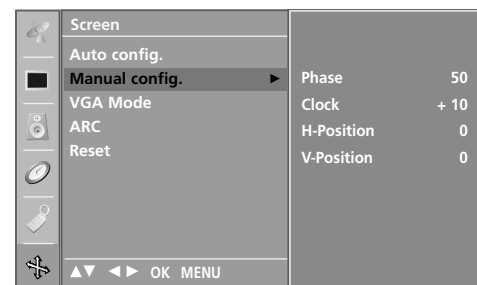 Screen
Auto config.
Manual config. ▶
VGA Mode
ARC
Reset
Phase 50
Clock + 10
H-Position 0
V-Position 0
▲▼ ◄► OK MENU